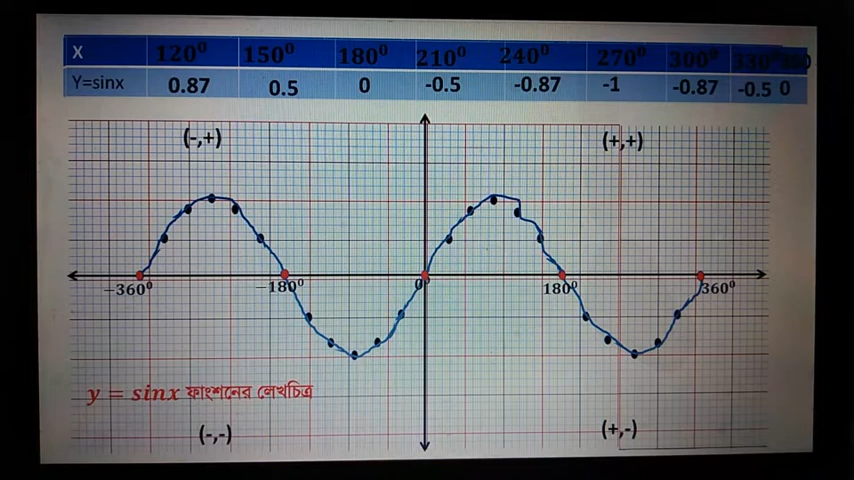 X 120⁰ 150⁰ 180⁰ 210⁰ 240⁰ 270⁰ 300⁰ 330⁰
Y=sinx 0.87 0.5 0 -0.5 -0.87 -1 -0.87 -0.5 0
(-,+) (+,+)
−360⁰ −180⁰ 0⁰ 180⁰ 360⁰
y = sinx ফাংশনের লেখচিত্র
(-,-) (+,-)